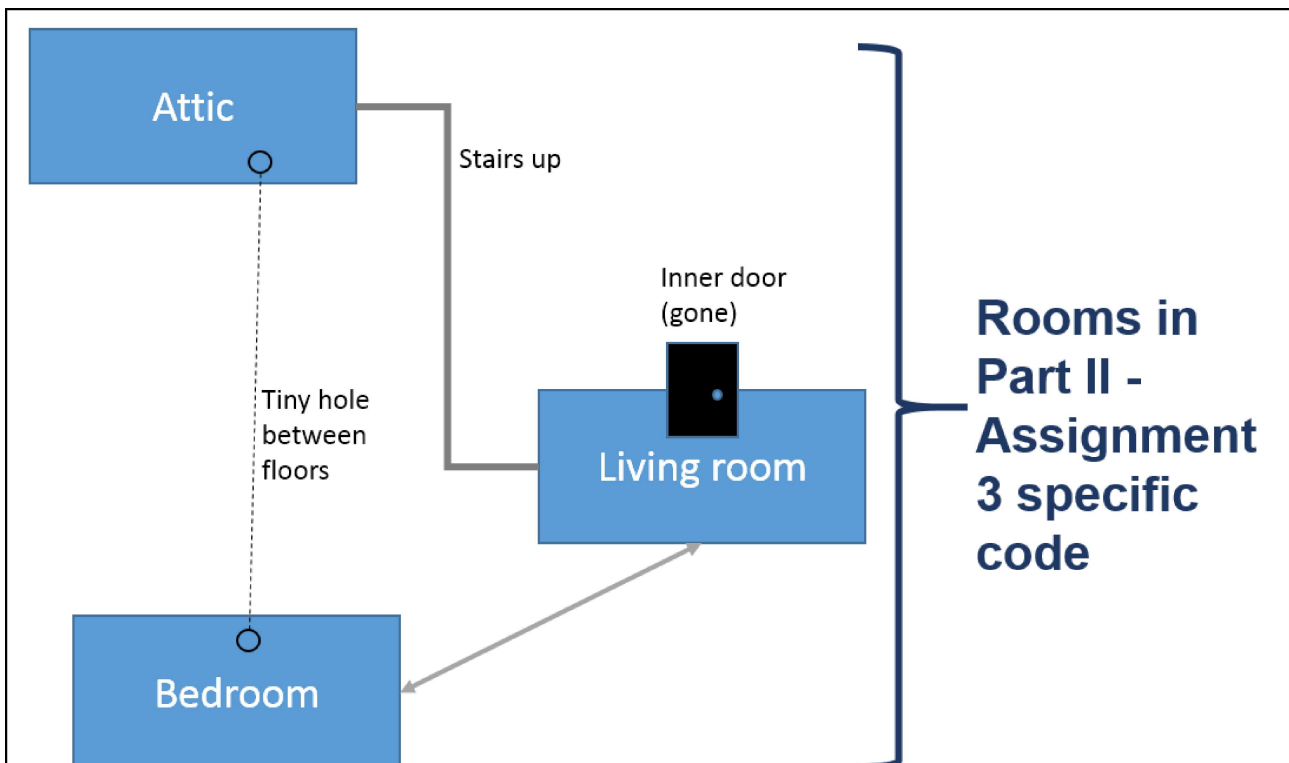 Attic
Stairs up
Inner door
(gone)
Tiny hole
between
floors
Living room
Bedroom
Rooms in
Part II -
Assignment
3 specific
code